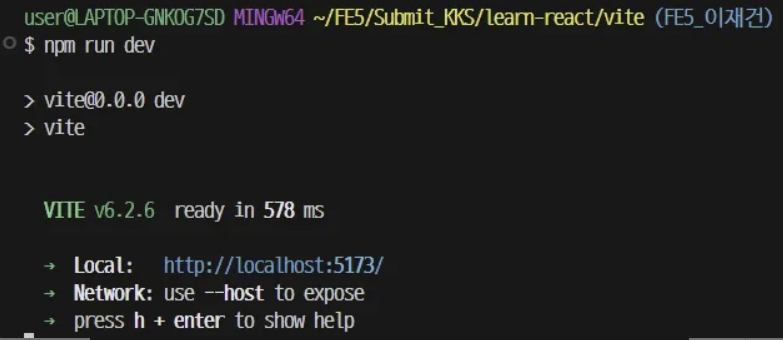 user@LAPTOP-GNKOG7SD MINGW64 ~/FE5/Submit_KKS/learn-react/vite (FE5_이재건)
$ npm run dev
> vite@0.0.0 dev
> vite
VITE v6.2.6 ready in 578 ms
➜ Local: http://localhost:5173/
➜ Network: use --host to expose
➜ press h + enter to show help